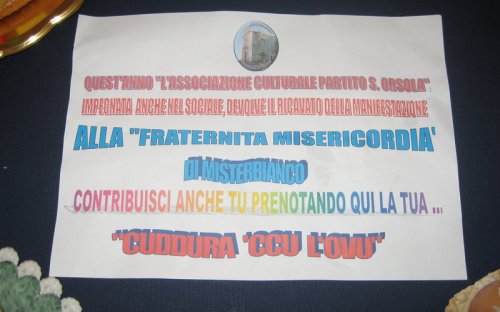 QUEST'ANNO "L'ASSOCIAZIONE CULTURALE PARTITO S. ORSOLA"
IMPEGNATA ANCHE NEL SOCIALE, DEVOLVE IL RICAVATO DELLA MANIFESTAZIONE
ALLA "FRATERNITA MISERICORDIA'
DI MISTERBIANCO
CONTRIBUISCI ANCHE TU PRENOTANDO QUI LA TUA ..
"CUDDURA 'CCU L'OVU"